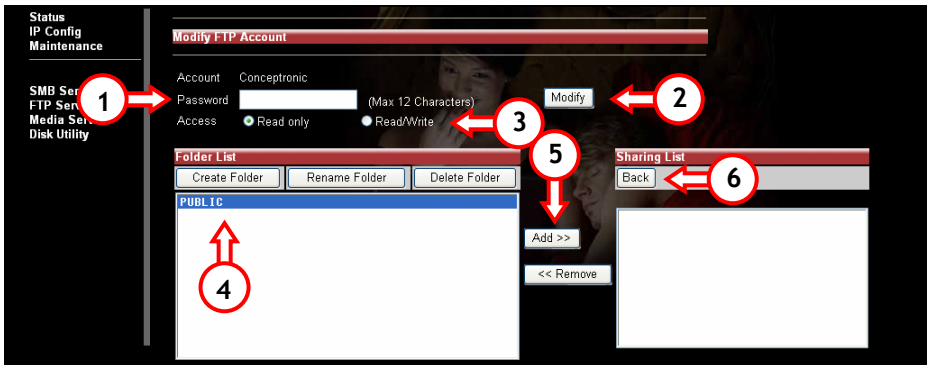 Status
IP Config
Maintenance
SMB Ser
FTP Serv
Media Serv
Disk Utility
Modify FTP Account
Account Conceptronic
Password (Max 12 Characters) Modify
Access Read only Read/Write
1
2
3
Folder List
Create Folder Rename Folder Delete Folder
PUBLIC
4
5
Add >>
<< Remove
Sharing List
Back
6